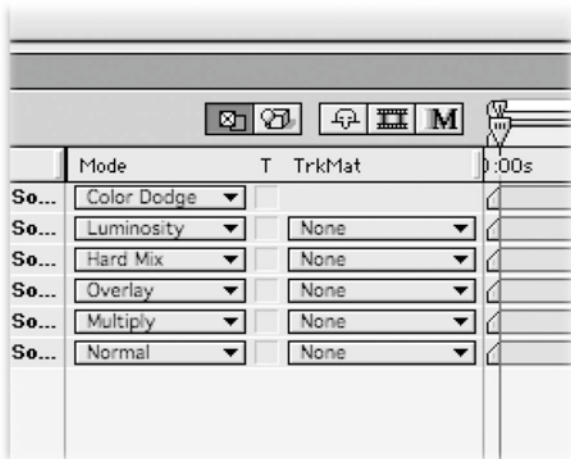 M
Mode T TrkMat :00s
So... Color Dodge
So... Luminosity None
So... Hard Mix None
So... Overlay None
So... Multiply None
So... Normal None